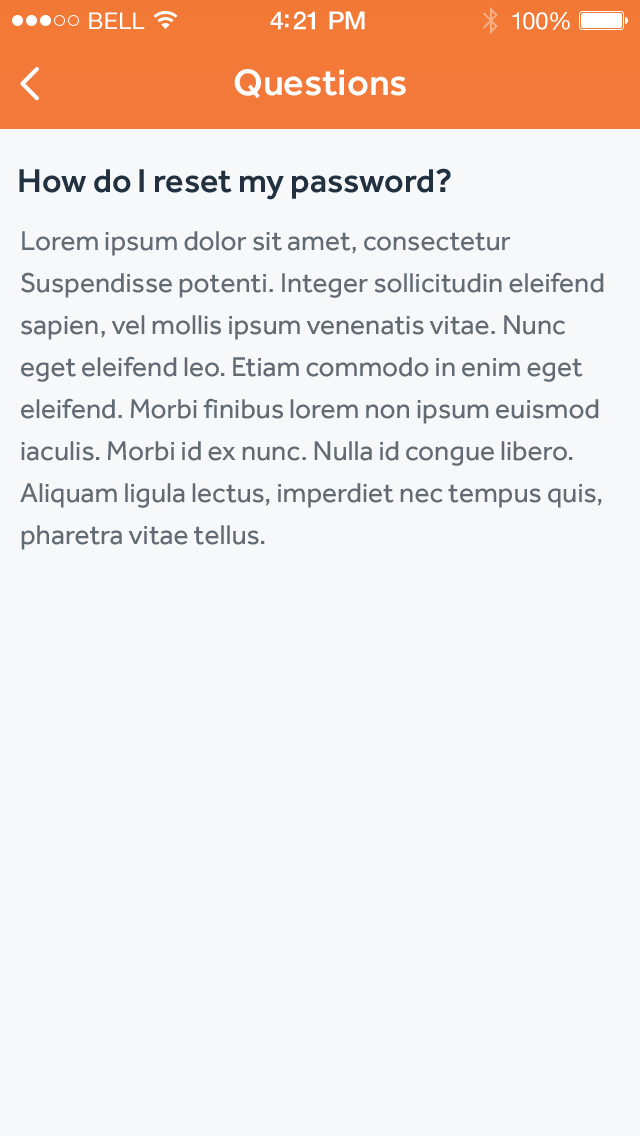 BELL 4:21 PM 100%
Questions
How do I reset my password?
Lorem ipsum dolor sit amet, consectetur
Suspendisse potenti. Integer sollicitudin eleifend
sapien, vel mollis ipsum venenatis vitae. Nunc
eget eleifend leo. Etiam commodo in enim eget
eleifend. Morbi finibus lorem non ipsum euismod
iaculis. Morbi id ex nunc. Nulla id congue libero.
Aliquam ligula lectus, imperdiet nec tempus quis,
pharetra vitae tellus.